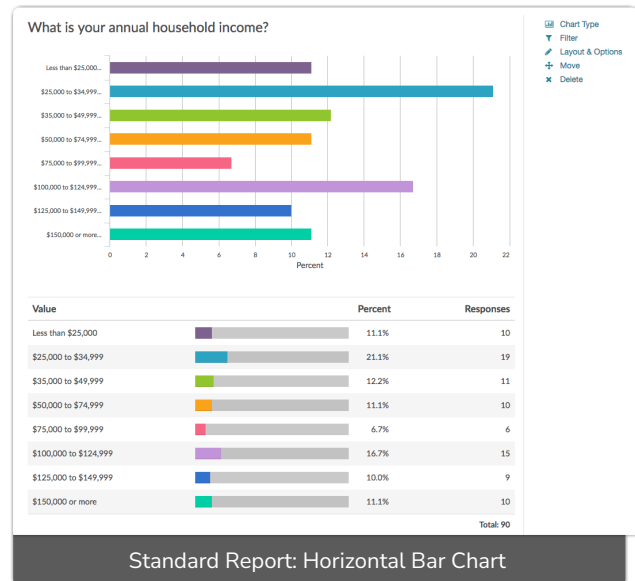 What is your annual household income?
Chart Type
Filter
Layout & Options
Move
Delete
Less than $25,000...
$25,000 to $34,999...
$35,000 to $49,999...
$50,000 to $74,999...
$75,000 to $99,999...
$100,000 to $124,999...
$125,000 to $149,999...
$150,000 or more...
0 2 4 6 8 10 12 14 16 18 20 22
Percent
Value Percent Responses
Less than $25,000 11.1% 10
$25,000 to $34,999 21.1% 19
$35,000 to $49,999 12.2% 11
$50,000 to $74,999 11.1% 10
$75,000 to $99,999 6.7% 6
$100,000 to $124,999 16.7% 15
$125,000 to $149,999 10.0% 9
$150,000 or more 11.1% 10
Total: 90
Standard Report: Horizontal Bar Chart